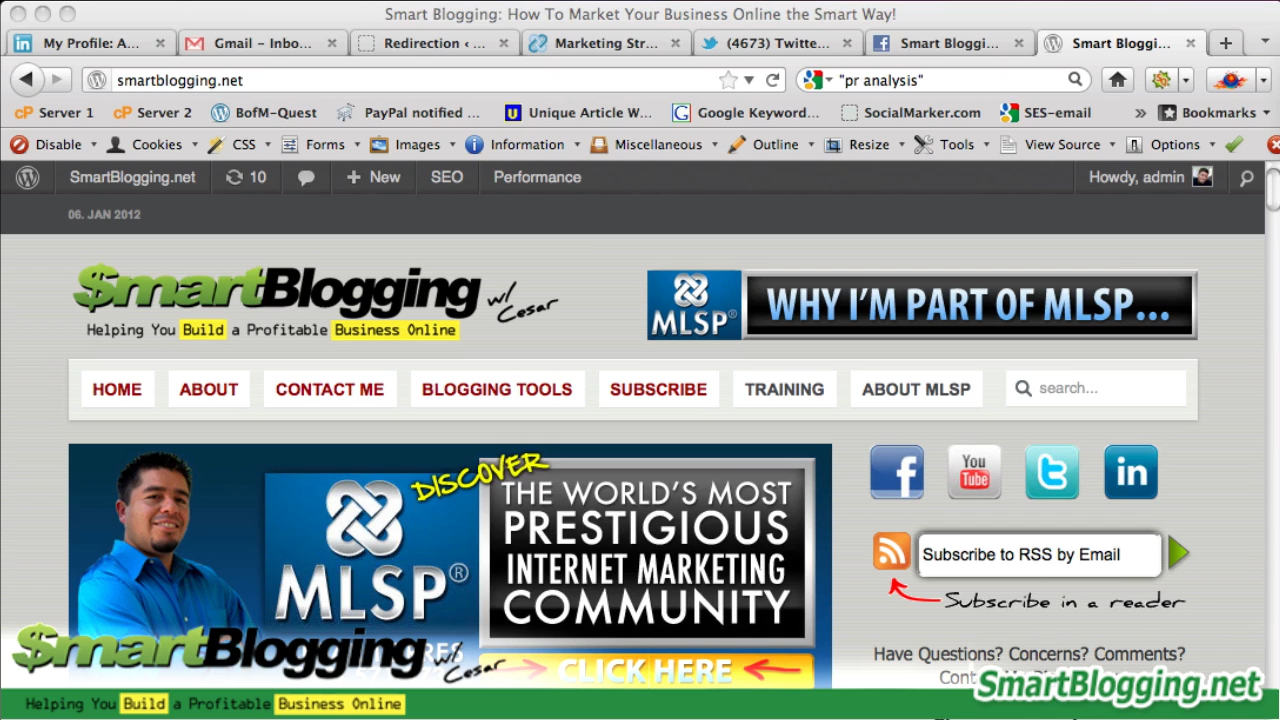 Smart Blogging: How To Market Your Business Online the Smart Way!
My Profile: A...
Gmail – Inbo...
Redirection ‹ ...
Marketing Str...
(4673) Twitte...
Smart Bloggi...
Smart Bloggi...
smartblogging.net
"pr analysis"
cP Server 1
cP Server 2
BofM-Quest
PayPal notified ...
Unique Article W...
Google Keyword...
SocialMarker.com
SES-email
Bookmarks
Disable
Cookies
CSS
Forms
Images
Information
Miscellaneous
Outline
Resize
Tools
View Source
Options
SmartBlogging.net
10
New
SEO
Performance
Howdy, admin
06. JAN 2012
$martBlogging w/ Cesar
Helping You Build a Profitable Business Online
MLSP®
WHY I'M PART OF MLSP...
HOME
ABOUT
CONTACT ME
BLOGGING TOOLS
SUBSCRIBE
TRAINING
ABOUT MLSP
search...
DISCOVER
MLSP®
THE WORLD'S MOST
PRESTIGIOUS
INTERNET MARKETING
COMMUNITY
CLICK HERE
You
Tube
in
Subscribe to RSS by Email
Subscribe in a reader
Have Questions? Concerns? Comments?
$martBlogging w/ Cesar
SmartBlogging.net
Helping You Build a Profitable Business Online